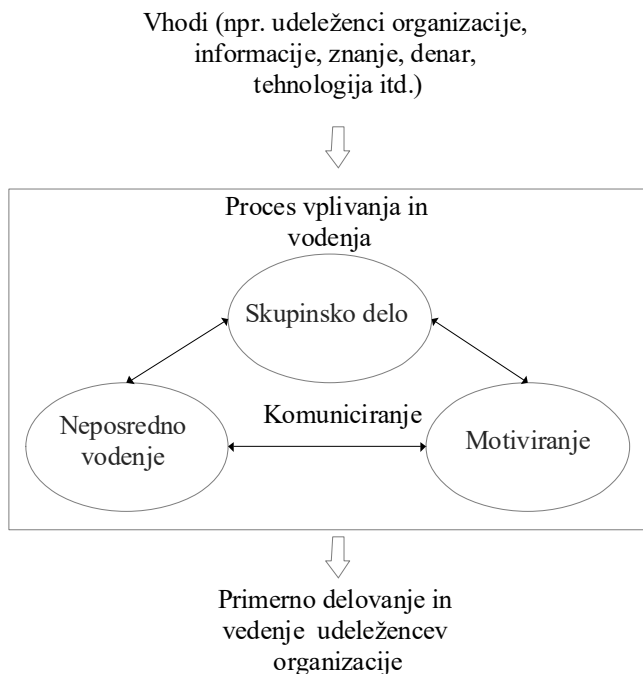 Vhodi (npr. udeleženci organizacije,
informacije, znanje, denar,
tehnologija itd.)
Proces vplivanja in
vodenja
Skupinsko delo
Komuniciranje
Neposredno
vodenje
Motiviranje
Primerno delovanje in
vedenje udeležencev
organizacije